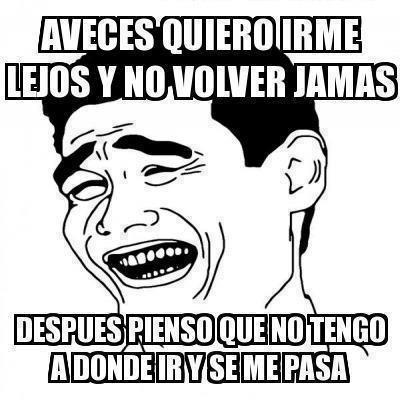 AVECES QUIERO IRME
LEJOS Y NO VOLVER JAMAS
DESPUES PIENSO QUE NO TENGO
A DONDE IR Y SE ME PASA